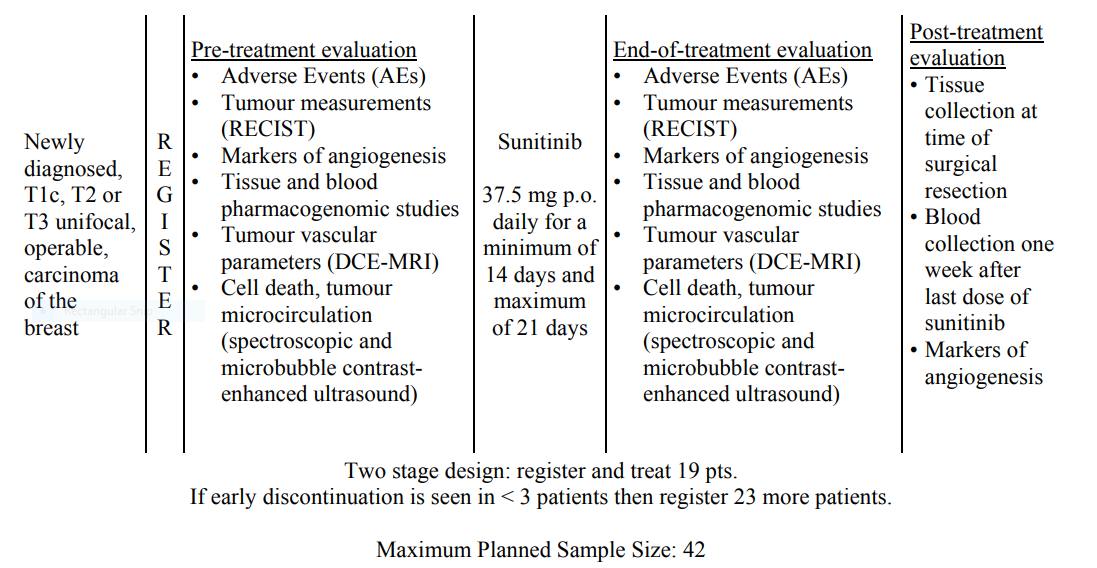 Newly
diagnosed,
T1c, T2 or
T3 unifocal,
operable,
carcinoma
of the
breast
R
E
G
I
S
T
E
R
Pre-treatment evaluation
• Adverse Events (AEs)
• Tumour measurements
(RECIST)
• Markers of angiogenesis
• Tissue and blood
pharmacogenomic studies
• Tumour vascular
parameters (DCE-MRI)
• Cell death, tumour
microcirculation
(spectroscopic and
microbubble contrast-
enhanced ultrasound)
Sunitinib
37.5 mg p.o.
daily for a
minimum of
14 days and
maximum
of 21 days
End-of-treatment evaluation
• Adverse Events (AEs)
• Tumour measurements
(RECIST)
• Markers of angiogenesis
• Tissue and blood
pharmacogenomic studies
• Tumour vascular
parameters (DCE-MRI)
• Cell death, tumour
microcirculation
(spectroscopic and
microbubble contrast-
enhanced ultrasound)
Post-treatment
evaluation
• Tissue
collection at
time of
surgical
resection
• Blood
collection one
week after
last dose of
sunitinib
• Markers of
angiogenesis
Two stage design: register and treat 19 pts.
If early discontinuation is seen in < 3 patients then register 23 more patients.
Maximum Planned Sample Size: 42
Rectangular Snip